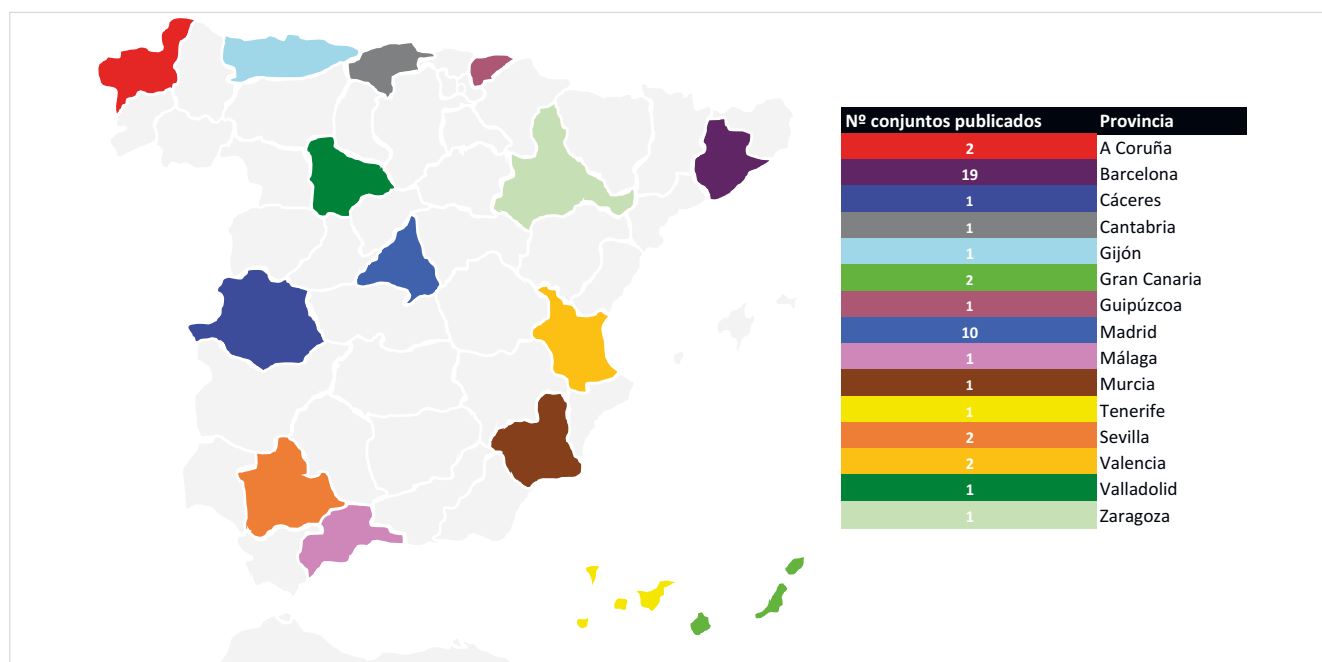 Nº conjuntos publicados Provincia
2 A Coruña
19 Barcelona
1 Cáceres
1 Cantabria
1 Gijón
2 Gran Canaria
1 Guipúzcoa
10 Madrid
1 Málaga
1 Murcia
1 Tenerife
2 Sevilla
2 Valencia
1 Valladolid
1 Zaragoza